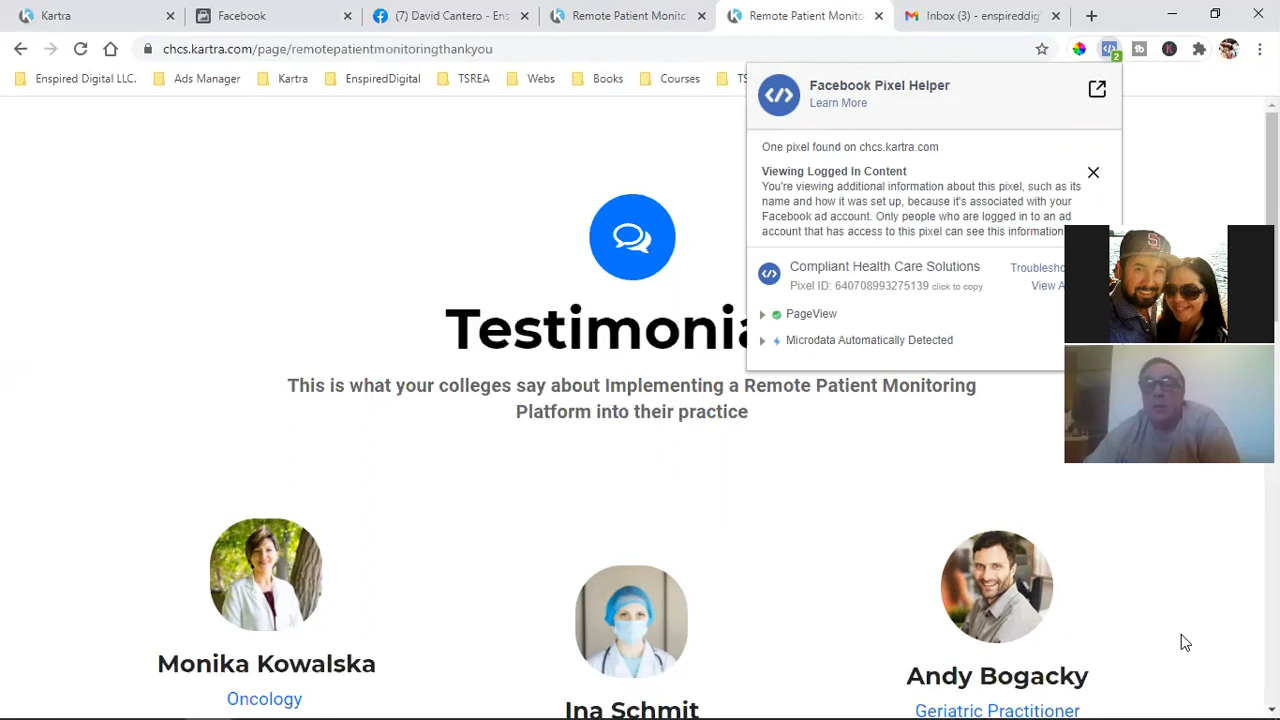 Kartra
Facebook
(7) David Cantero - Ens
Remote Patient Monito
Remote Patient Monito
Inbox (3) - enspireddig
chcs.kartra.com/page/remotepatientmonitoringthankyou
2
Enspired Digital LLC.
Ads Manager
Kartra
EnspiredDigital
TSREA
Webs
Books
Courses
Facebook Pixel Helper
Learn More
One pixel found on chcs.kartra.com
Viewing Logged In Content
You're viewing additional information about this pixel, such as its
name and how it was set up, because it's associated with your
Facebook ad account. Only people who are logged in to an ad
account that has access to this pixel can see this information
Compliant Health Care Solutions
Troublesho
Pixel ID: 640708993275139 click to copy
View A
PageView
Microdata Automatically Detected
Testimonia
This is what your colleges say about Implementing a Remote Patient Monitoring
Platform into their practice
Monika Kowalska
Oncology
Ina Schmit
Andy Bogacky
Geriatric Practitioner